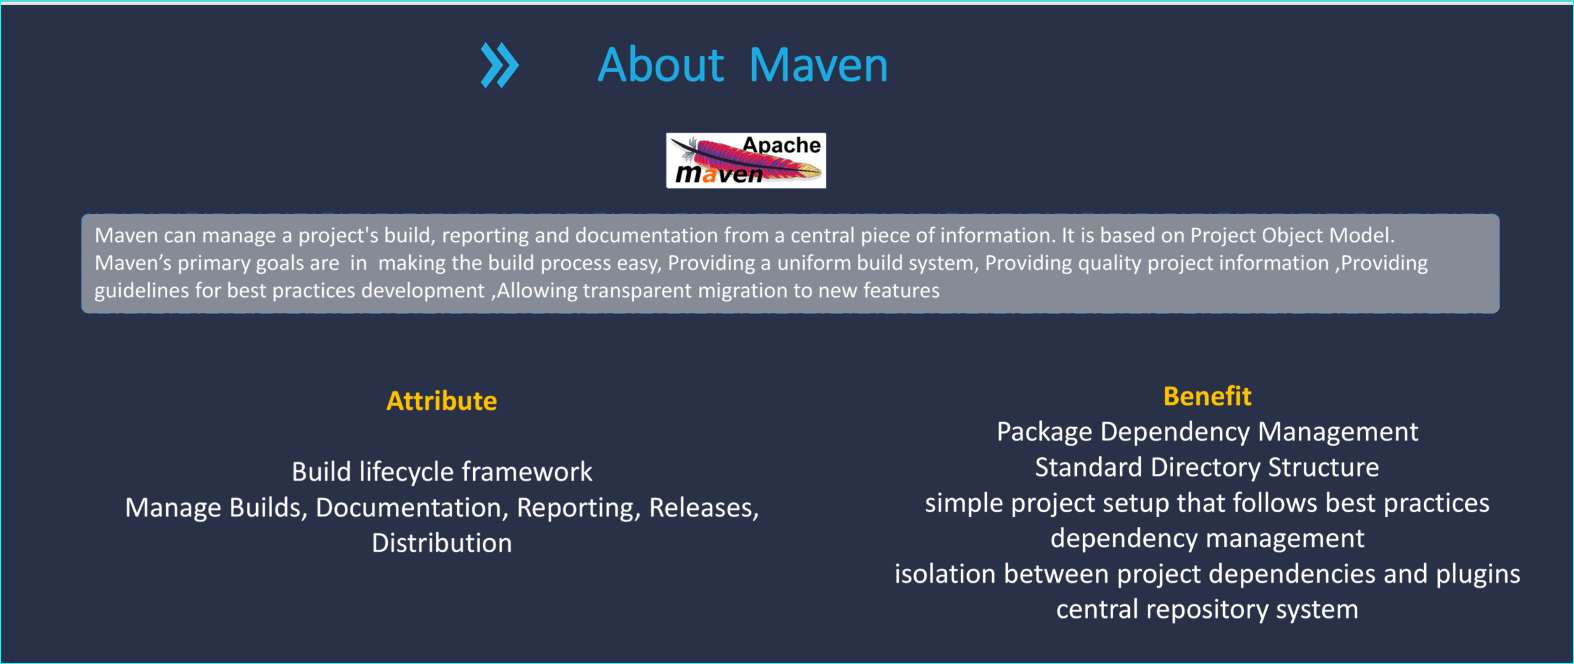 About Maven
Apache
maven
Maven can manage a project's build, reporting and documentation from a central piece of information. It is based on Project Object Model.
Maven’s primary goals are  in  making the build process easy, Providing a uniform build system, Providing quality project information ,Providing
guidelines for best practices development ,Allowing transparent migration to new features
Attribute
Build lifecycle framework
Manage Builds, Documentation, Reporting, Releases,
Distribution
Benefit
Package Dependency Management
Standard Directory Structure
simple project setup that follows best practices
dependency management
isolation between project dependencies and plugins
central repository system